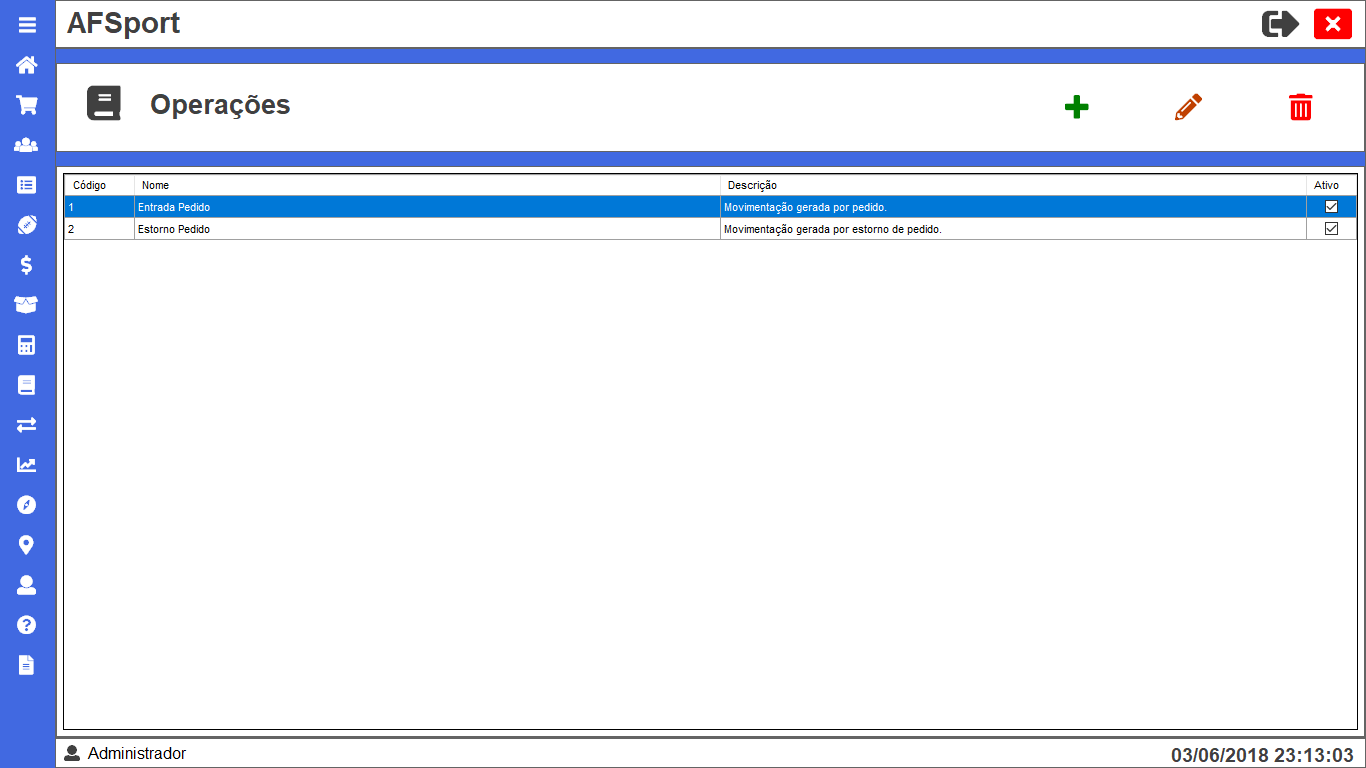 AFSport
Operações
Código Nome Descrição Ativo
1 Entrada Pedido Movimentação gerada por pedido.
2 Estorno Pedido Movimentação gerada por estorno de pedido.
Administrador 03/06/2018 23:13:03